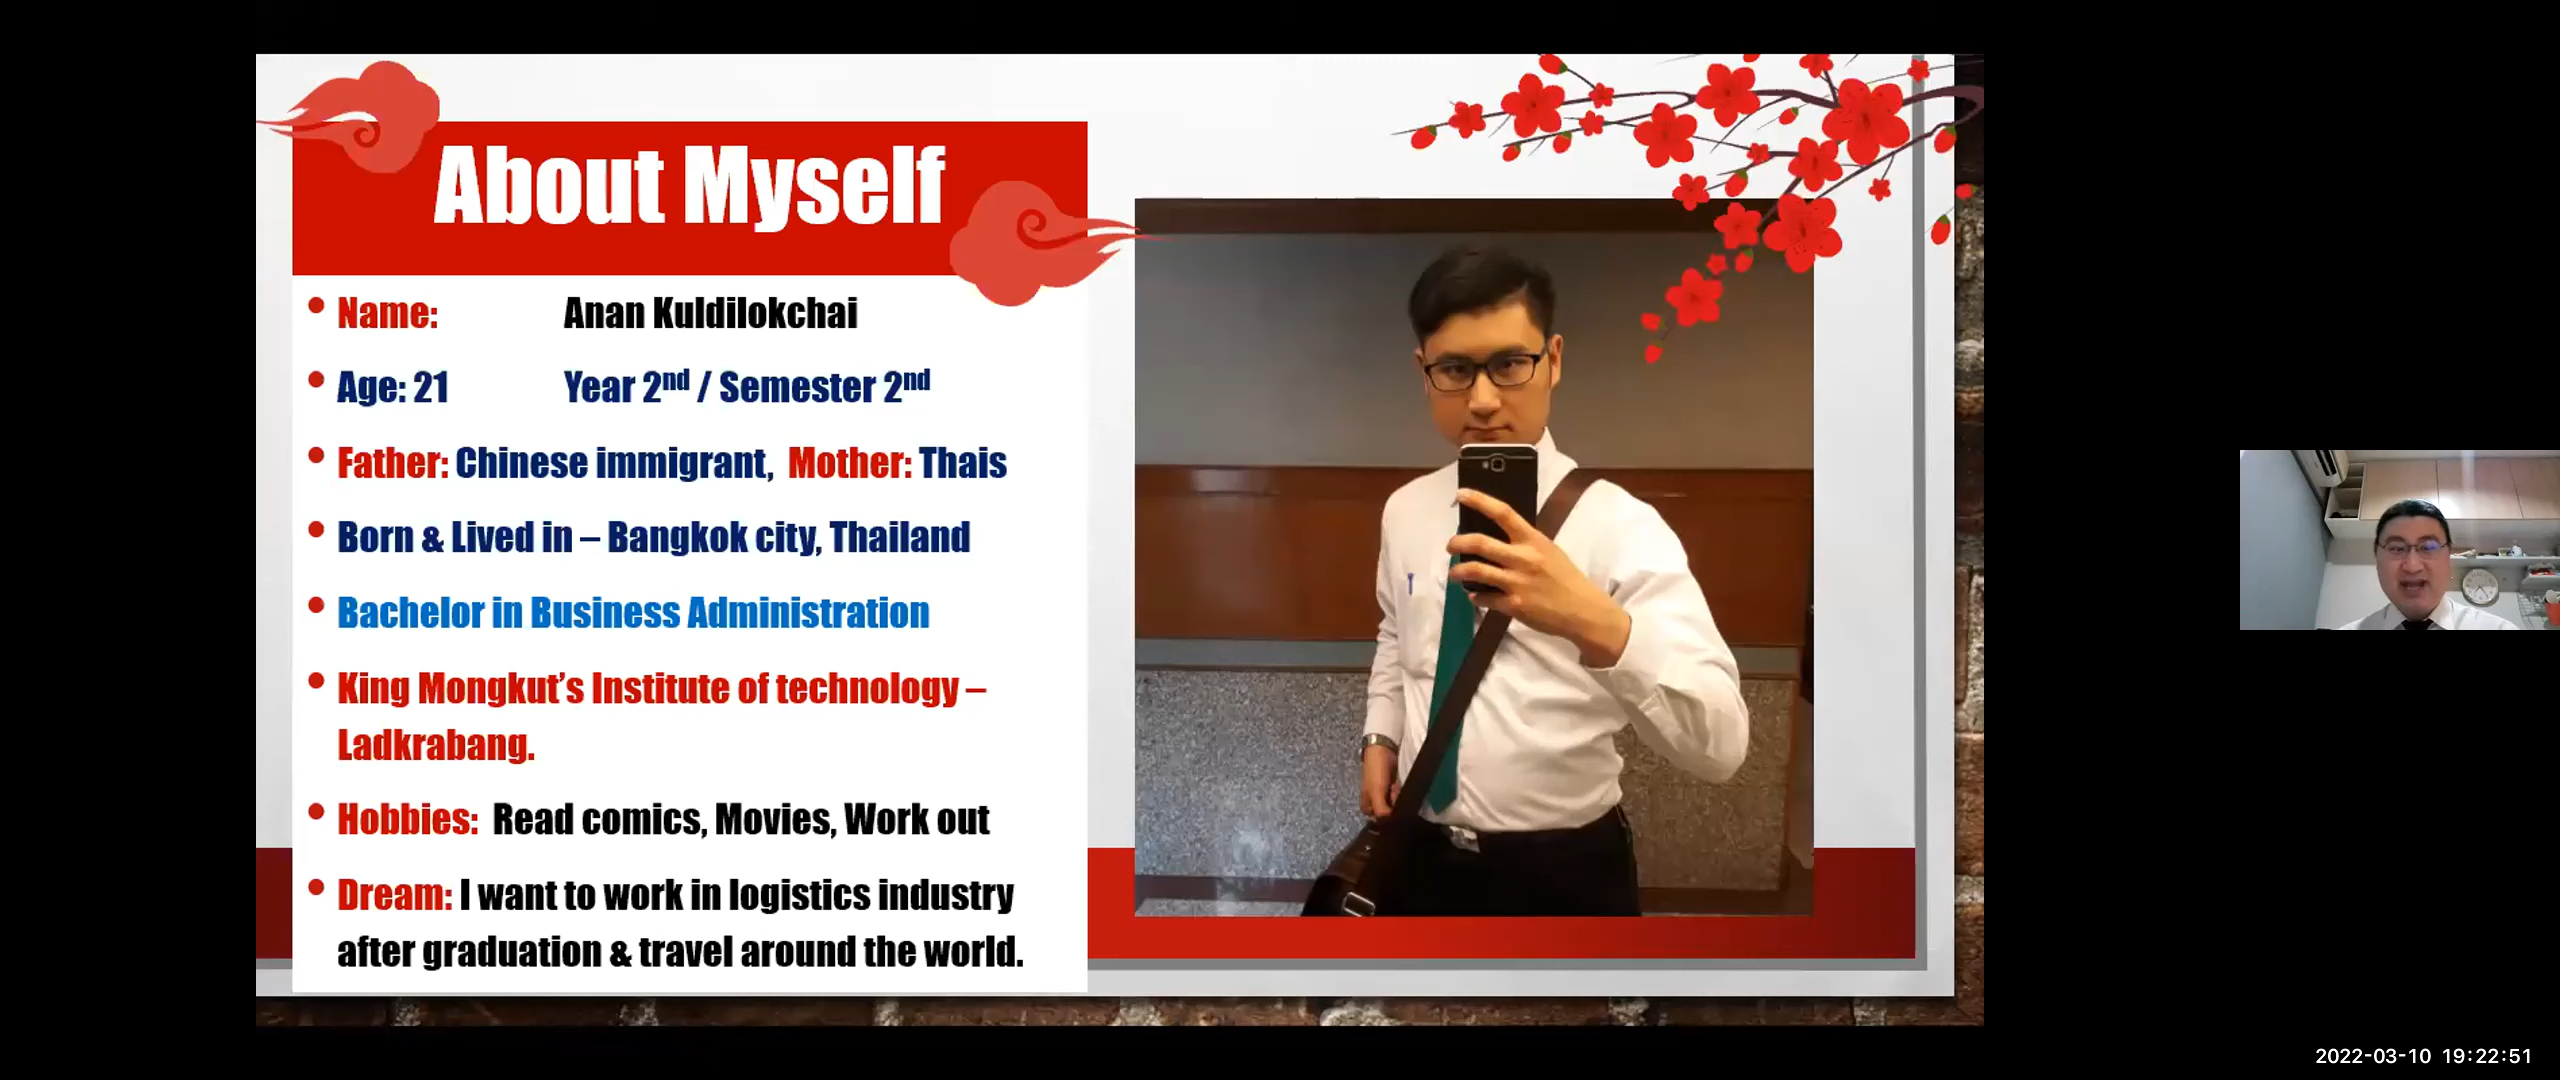 About Myself
• Name: Anan Kuldilokchai
• Age: 21 Year 2nd / Semester 2nd
• Father: Chinese immigrant, Mother: Thais
• Born & Lived in – Bangkok city, Thailand
• Bachelor in Business Administration
• King Mongkut’s Institute of technology –
Ladkrabang.
• Hobbies: Read comics, Movies, Work out
• Dream: I want to work in logistics industry
after graduation & travel around the world.
2022-03-10 19:22:51